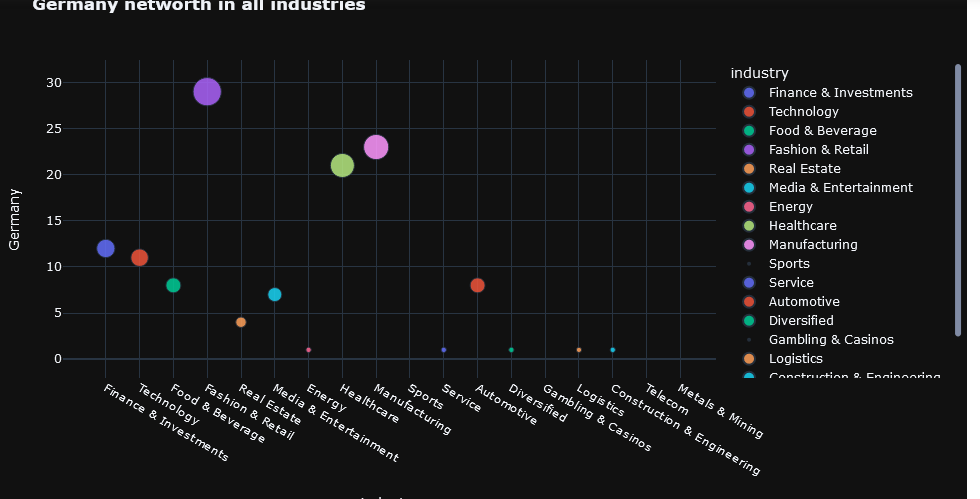 Germany networth in all industries
30
25
20
15
10
5
0
Germany
Finance & Investments
Technology
Food & Beverage
Fashion & Retail
Real Estate
Media & Entertainment
Energy
Healthcare
Manufacturing
Sports
Service
Automotive
Diversified
Gambling & Casinos
Logistics
Construction & Engineering
Telecom
Metals & Mining
industry
Finance & Investments
Technology
Food & Beverage
Fashion & Retail
Real Estate
Media & Entertainment
Energy
Healthcare
Manufacturing
Sports
Service
Automotive
Diversified
Gambling & Casinos
Logistics
Construction & Engineering